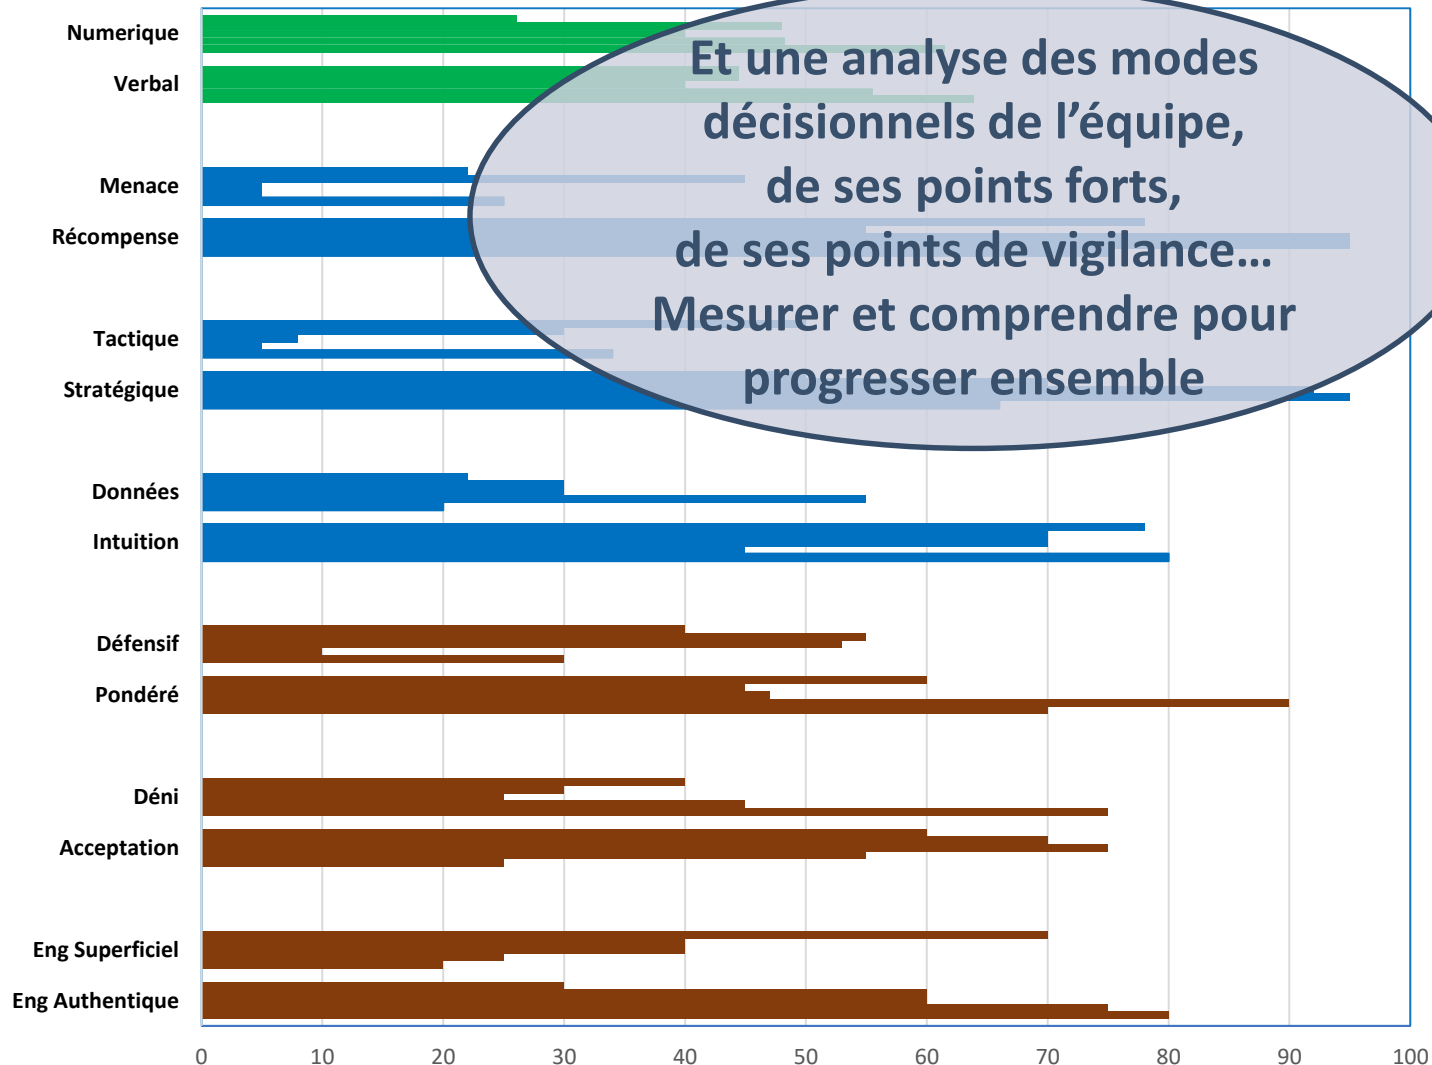 Numerique
Verbal
Menace
Récompense
Tactique
Stratégique
Données
Intuition
Défensif
Pondéré
Déni
Acceptation
Eng Superficiel
Eng Authentique
Et une analyse des modes
décisionnels de l’équipe,
de ses points forts,
de ses points de vigilance…
Mesurer et comprendre pour
progresser ensemble
0 10 20 30 40 50 60 70 80 90 100